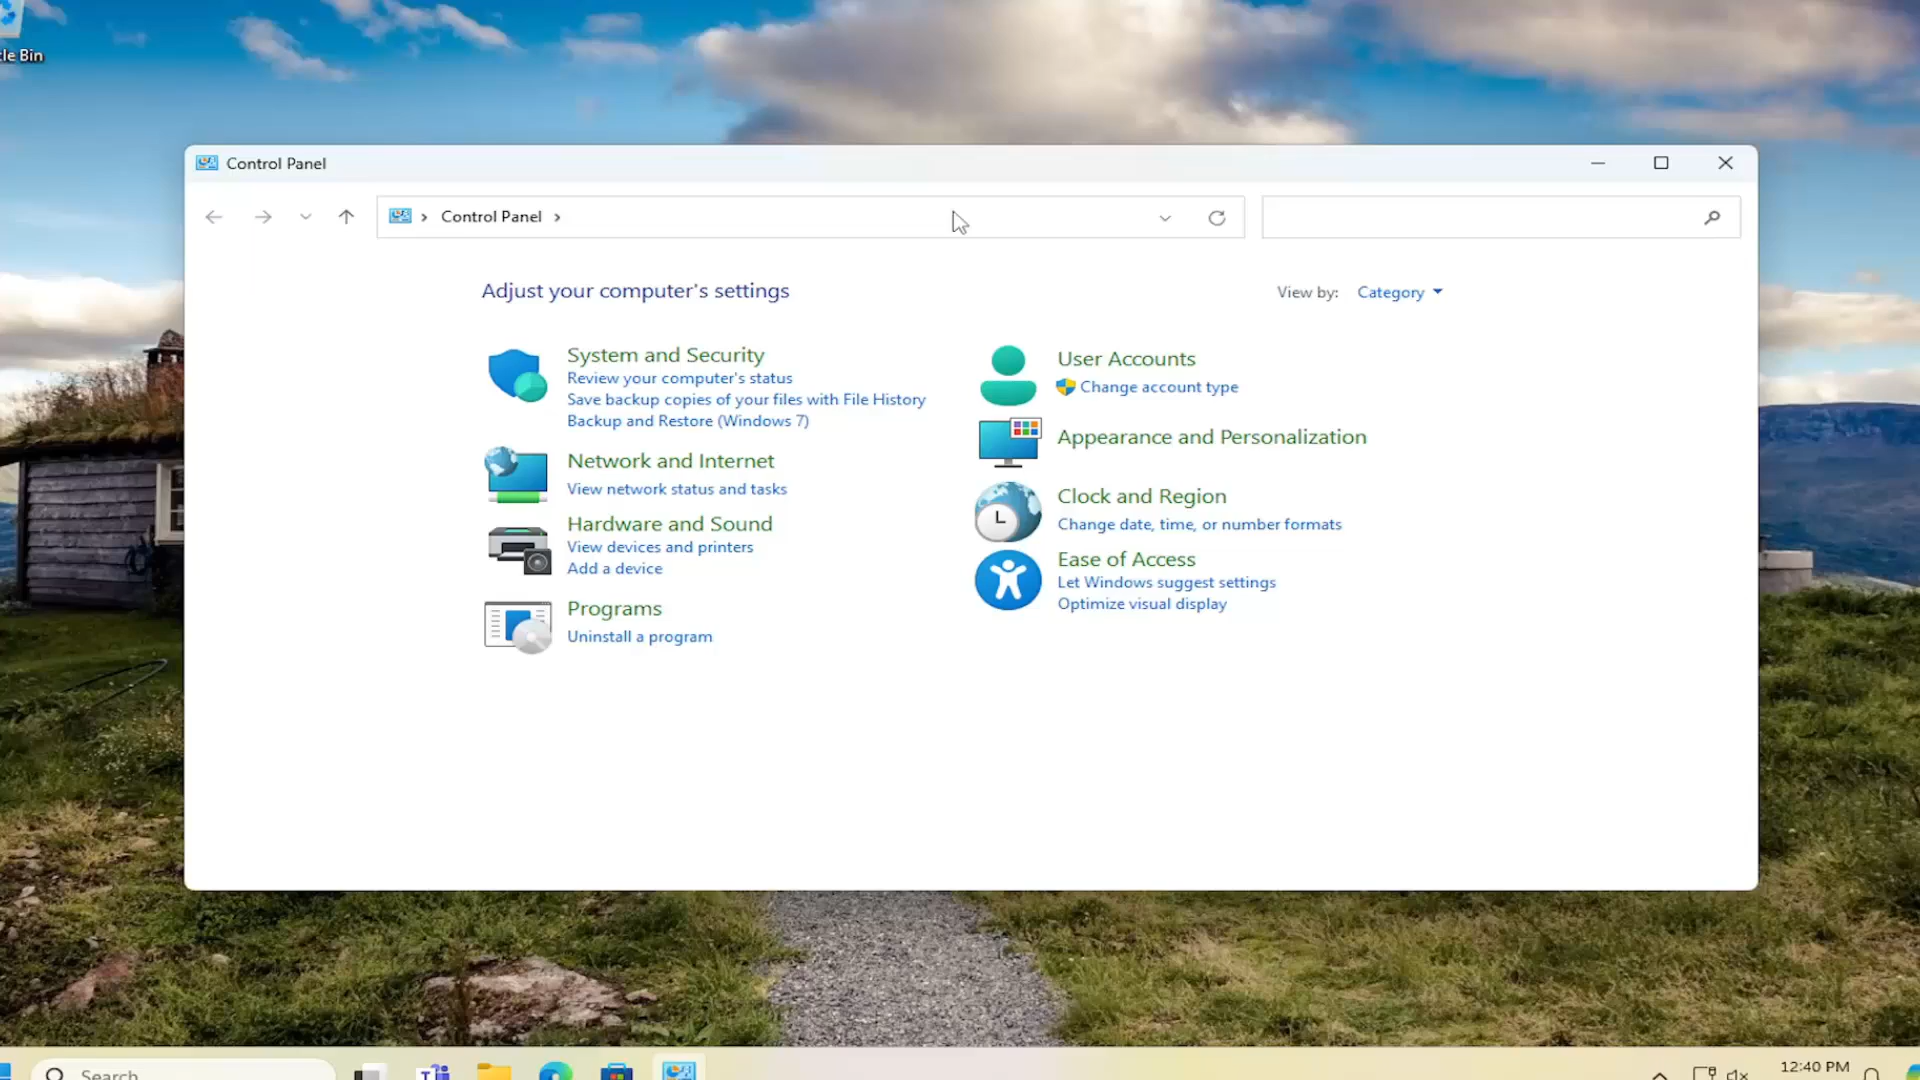 cle Bin
Control Panel
Control Panel
Adjust your computer's settings
View by: Category
System and Security
Review your computer's status
Save backup copies of your files with File History
Backup and Restore (Windows 7)
Network and Internet
View network status and tasks
Hardware and Sound
View devices and printers
Add a device
Programs
Uninstall a program
User Accounts
Change account type
Appearance and Personalization
Clock and Region
Change date, time, or number formats
Ease of Access
Let Windows suggest settings
Optimize visual display
Search
12:40 PM